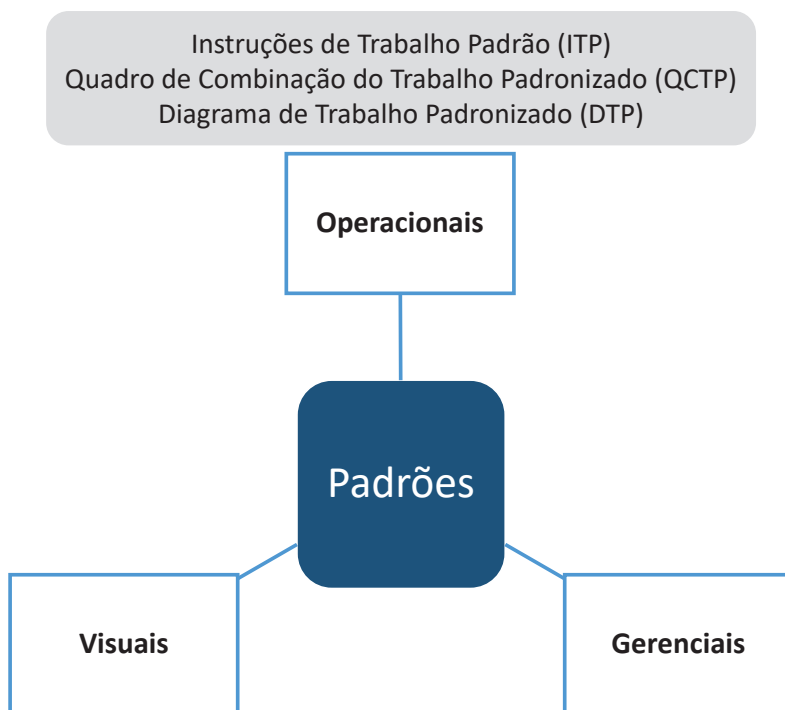 Instruções de Trabalho Padrão (ITP)
Quadro de Combinação do Trabalho Padronizado (QCTP)
Diagrama de Trabalho Padronizado (DTP)
Operacionais
Padrões
Visuais
Gerenciais